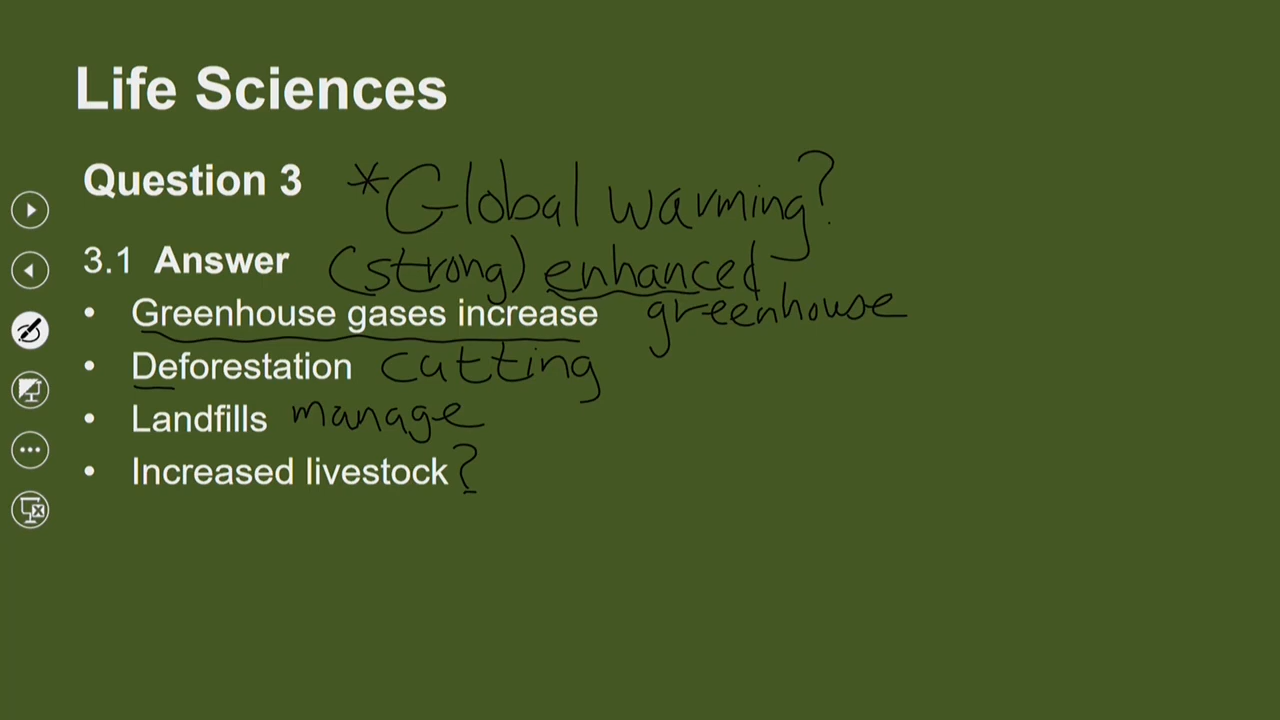 Life Sciences
Question 3 *Global warming?
3.1 Answer (strong) enhanced
• Greenhouse gases increase greenhouse
• Deforestation cutting
• Landfills manage
• Increased livestock?